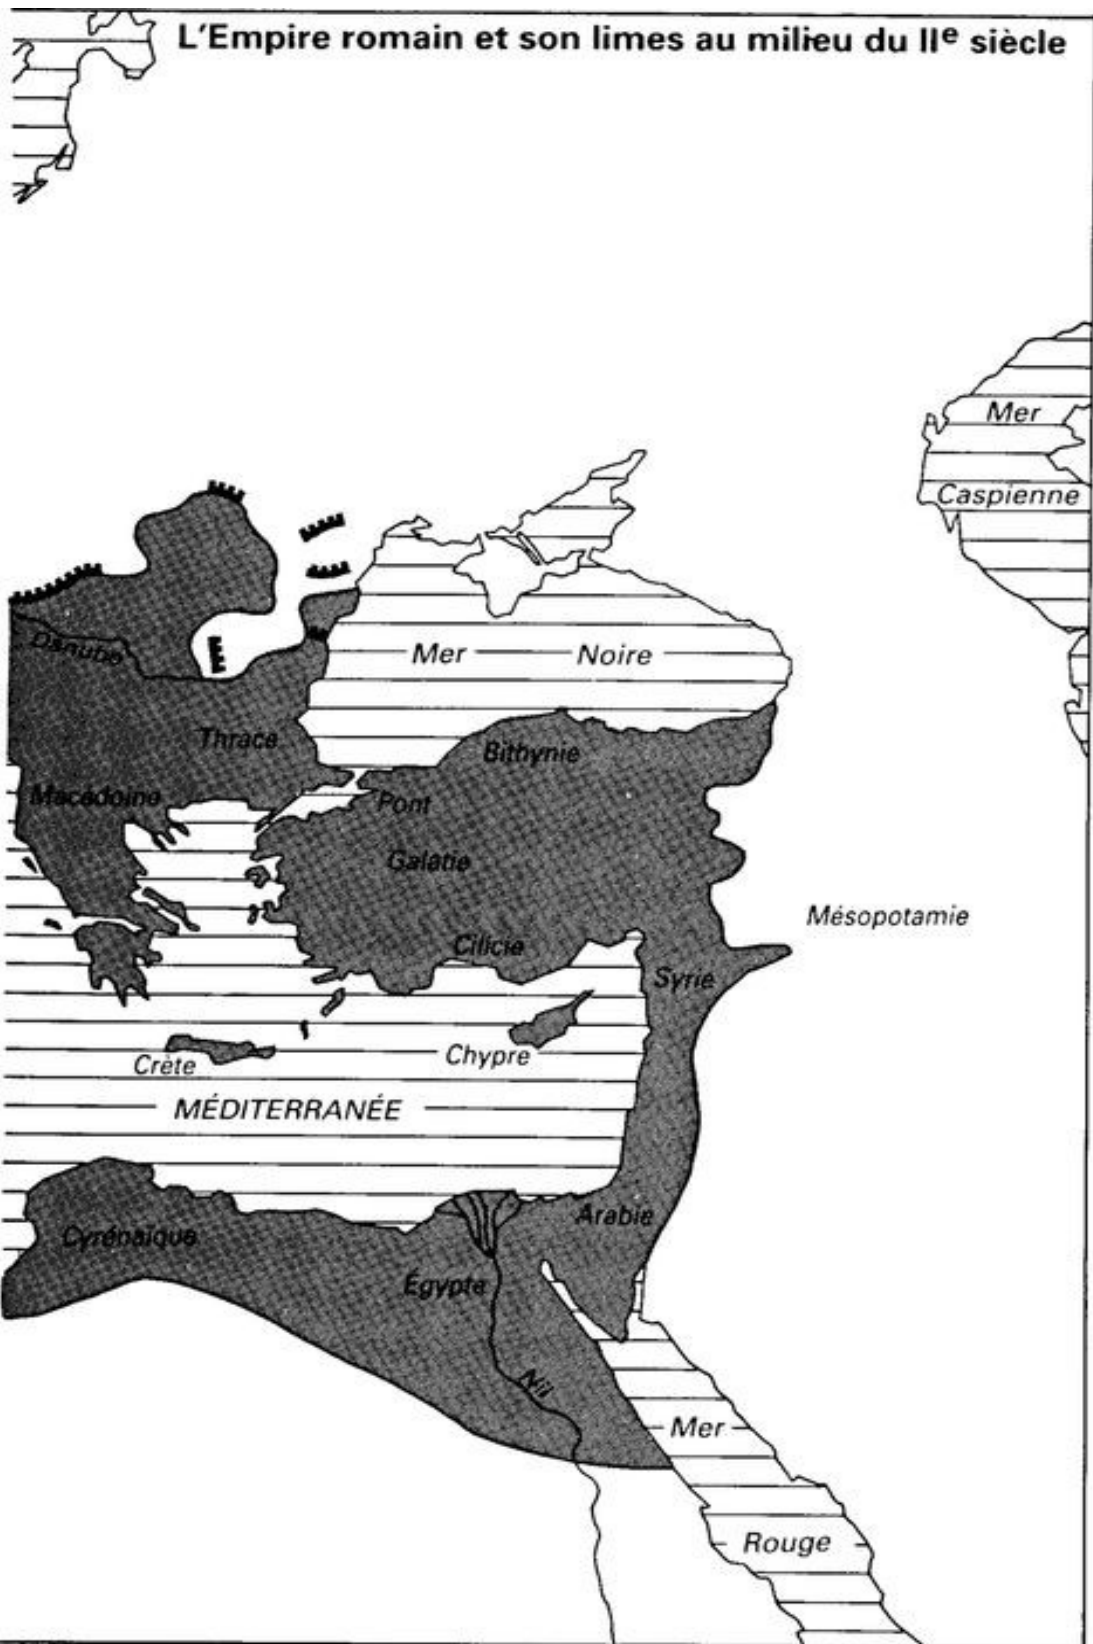 L'Empire romain et son limes au milieu du IIe siècle
Mer
Caspienne
Danube
Mer Noire
Thrace
Bithynie
Macédoine
Pont
Galatie
Mésopotamie
Cilicie
Syrie
Crète
Chypre
MÉDITERRANÉE
Arabie
Cyrénaïque
Égypte
Nil
Mer
Rouge